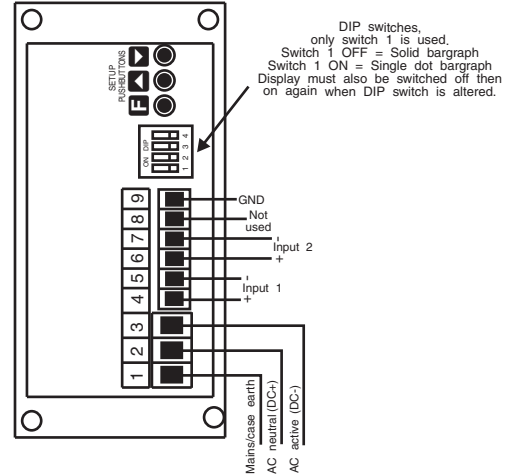 DIP switches,
only switch 1 is used.
Switch 1 OFF = Solid bargraph
Switch 1 ON = Single dot bargraph
Display must also be switched off then
on again when DIP switch is altered.
SETUP
PUSHBUTTONS
F
ON DIP
1 2 3 4
9
GND
8
Not
used
7
-
Input 2
6
+
5
-
Input 1
4
+
3
2
1
Mains/case earth
AC neutral (DC+)
AC active (DC-)